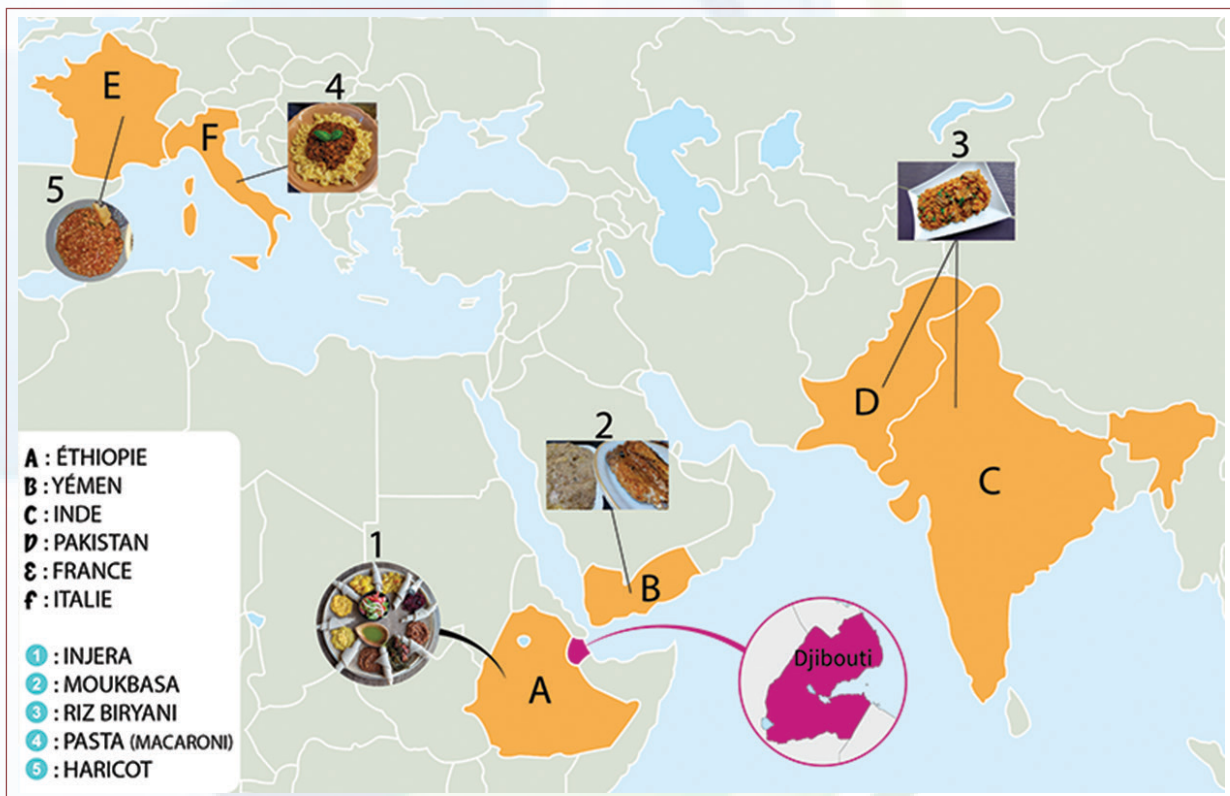 E
4
F
5
3
D
C
2
B
1
A
Djibouti
A : ÉTHIOPIE
B : YÉMEN
C : INDE
D : PAKISTAN
E : FRANCE
F : ITALIE
1 : INJERA
2 : MOUKBASA
3 : RIZ BIRYANI
4 : PASTA (MACARONI)
5 : HARICOT